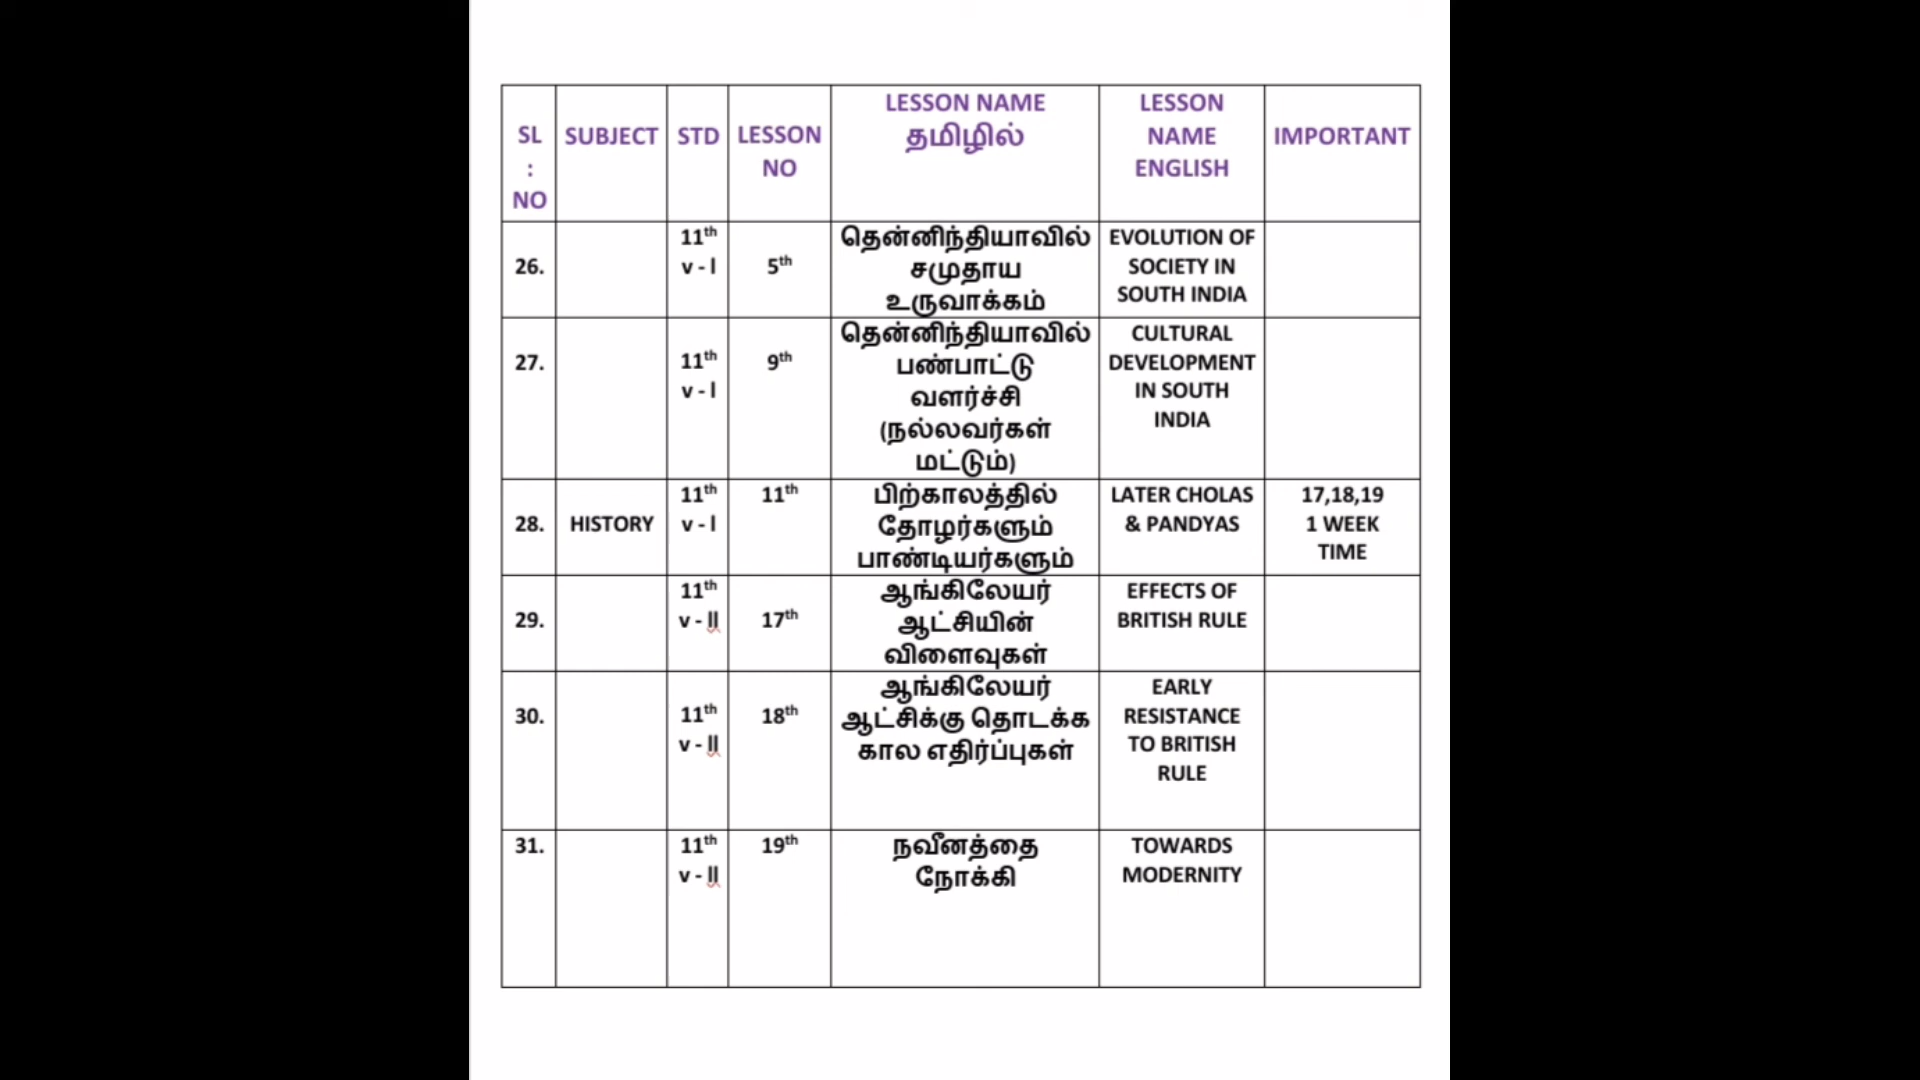 SL : NO SUBJECT STD LESSON NO LESSON NAME தமிழில் LESSON NAME ENGLISH IMPORTANT
26. 11th v - I 5th தென்னிந்தியாவில் சமுதாய உருவாக்கம் EVOLUTION OF SOCIETY IN SOUTH INDIA
27. 11th v - I 9th தென்னிந்தியாவில் பண்பாட்டு வளர்ச்சி (நல்லவர்கள் மட்டும்) CULTURAL DEVELOPMENT IN SOUTH INDIA
28. HISTORY 11th v - I 11th பிற்காலத்தில் தோழர்களும் பாண்டியர்களும் LATER CHOLAS & PANDYAS 17,18,19 1 WEEK TIME
29. 11th v - II 17th ஆங்கிலேயர் ஆட்சியின் விளைவுகள் EFFECTS OF BRITISH RULE
30. 11th v - II 18th ஆங்கிலேயர் ஆட்சிக்கு தொடக்க கால எதிர்ப்புகள் EARLY RESISTANCE TO BRITISH RULE
31. 11th v - II 19th நவீனத்தை நோக்கி TOWARDS MODERNITY